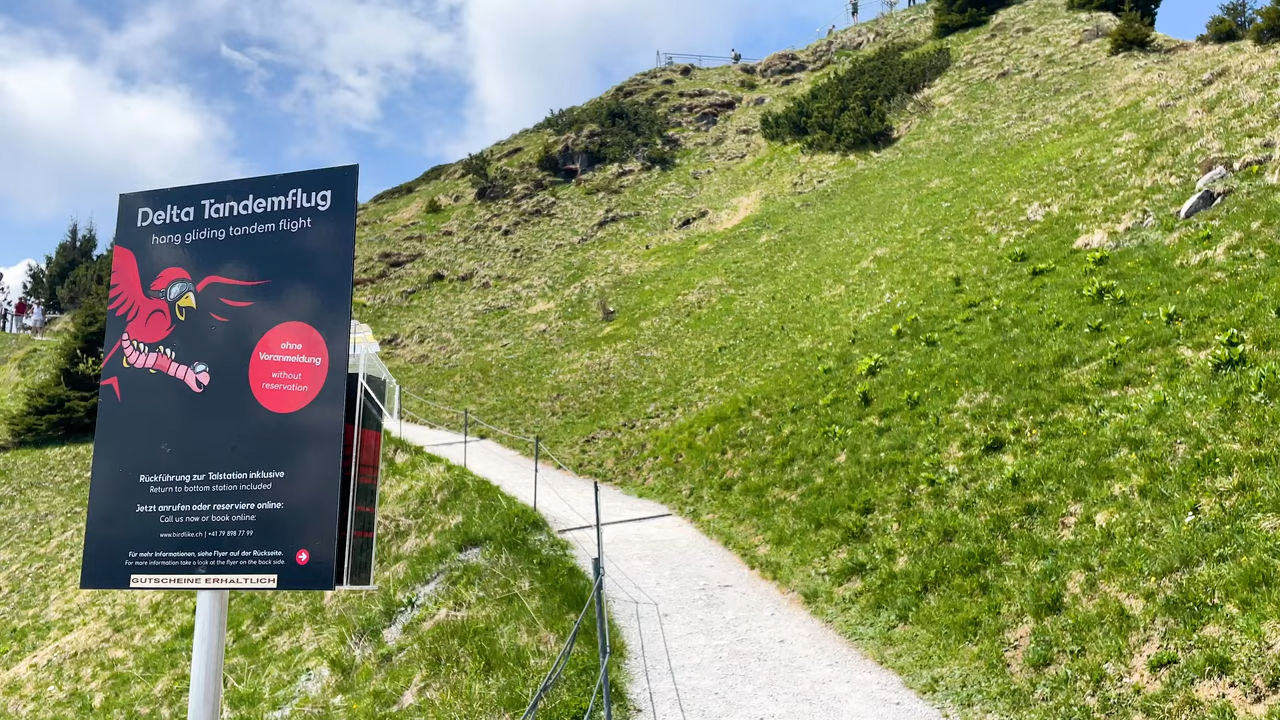 Delta Tandemflug
hang gliding tandem flight
ohne
Voranmeldung
without
reservation
Rückführung zur Talstation inklusive
Return to bottom station included
Jetzt anrufen oder reserviere online:
Call us now or book online:
www.birdlike.ch | +41 79 898 77 99
Für mehr Informationen, siehe Flyer auf der Rückseite.
For more information take a look at the flyer on the back side.
GUTSCHEINE ERHÄLTLICH